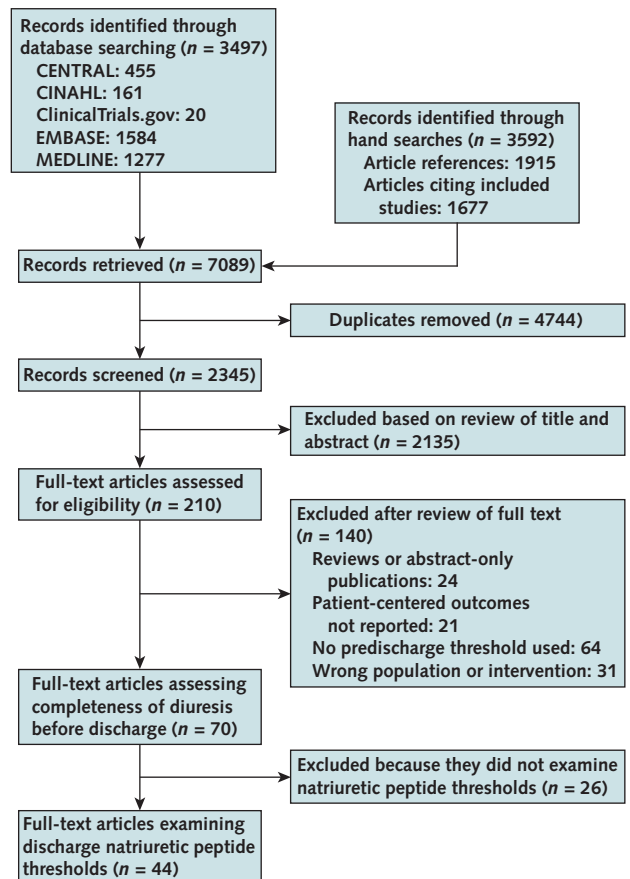 Records identified through
database searching (n = 3497)
CENTRAL: 455
CINAHL: 161
ClinicalTrials.gov: 20
EMBASE: 1584
MEDLINE: 1277
Records identified through
hand searches (n = 3592)
Article references: 1915
Articles citing included
studies: 1677
Records retrieved (n = 7089)
Duplicates removed (n = 4744)
Records screened (n = 2345)
Excluded based on review of title and
abstract (n = 2135)
Full-text articles assessed
for eligibility (n = 210)
Excluded after review of full text
(n = 140)
Reviews or abstract-only
publications: 24
Patient-centered outcomes
not reported: 21
No predischarge threshold used: 64
Wrong population or intervention: 31
Full-text articles assessing
completeness of diuresis
before discharge (n = 70)
Excluded because they did not examine
natriuretic peptide thresholds (n = 26)
Full-text articles examining
discharge natriuretic peptide
thresholds (n = 44)